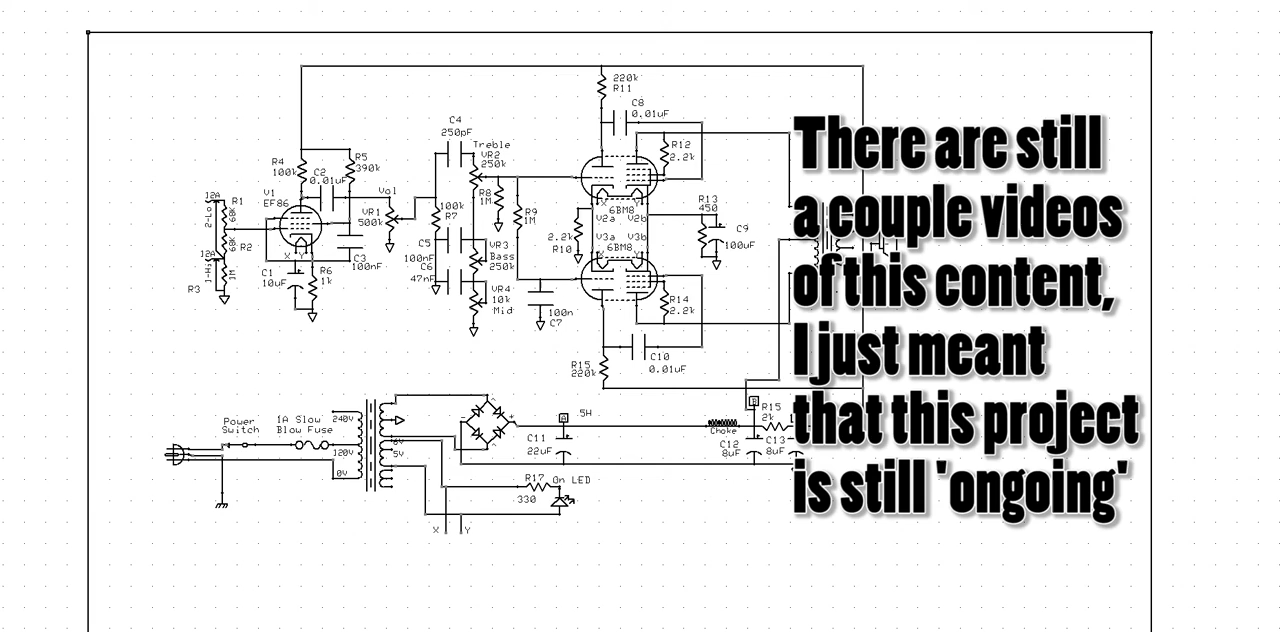 There are still
a couple videos
of this content,
I just meant
that this project
is still 'ongoing'
220k
R11
C8
0.01uF
C4
250pF
Treble
VR2
250k
R12
2.2k
R4
100k
R5
390k
C2
0.01uF
V1
EF86
Vol
VR1
500k
100k
R7
R8
1M
R9
1M
R13
450
C9
100uF
12A
R1
68K
2-Lo
68K
R2
12A
1-Hi
1M
R3
X Y
C1
10uF
R6
1k
C3
100nF
C5
100nF
C6
47nF
VR3
Bass
250k
VR4
10k
Mid
2.2k
R10
X Y
6BM8
V2a V2b
V3a V3b
6BM8
X Y
100n
C7
R14
2.2k
C10
0.01uF
R15
220k
Power
Switch
1A Slow
Blow Fuse
240V
120V
0V
6V
5V
A
5H
C11
22uF
Choke
B
R15
2k
C12
8uF
C13
8uF
R17
330
On LED
X Y